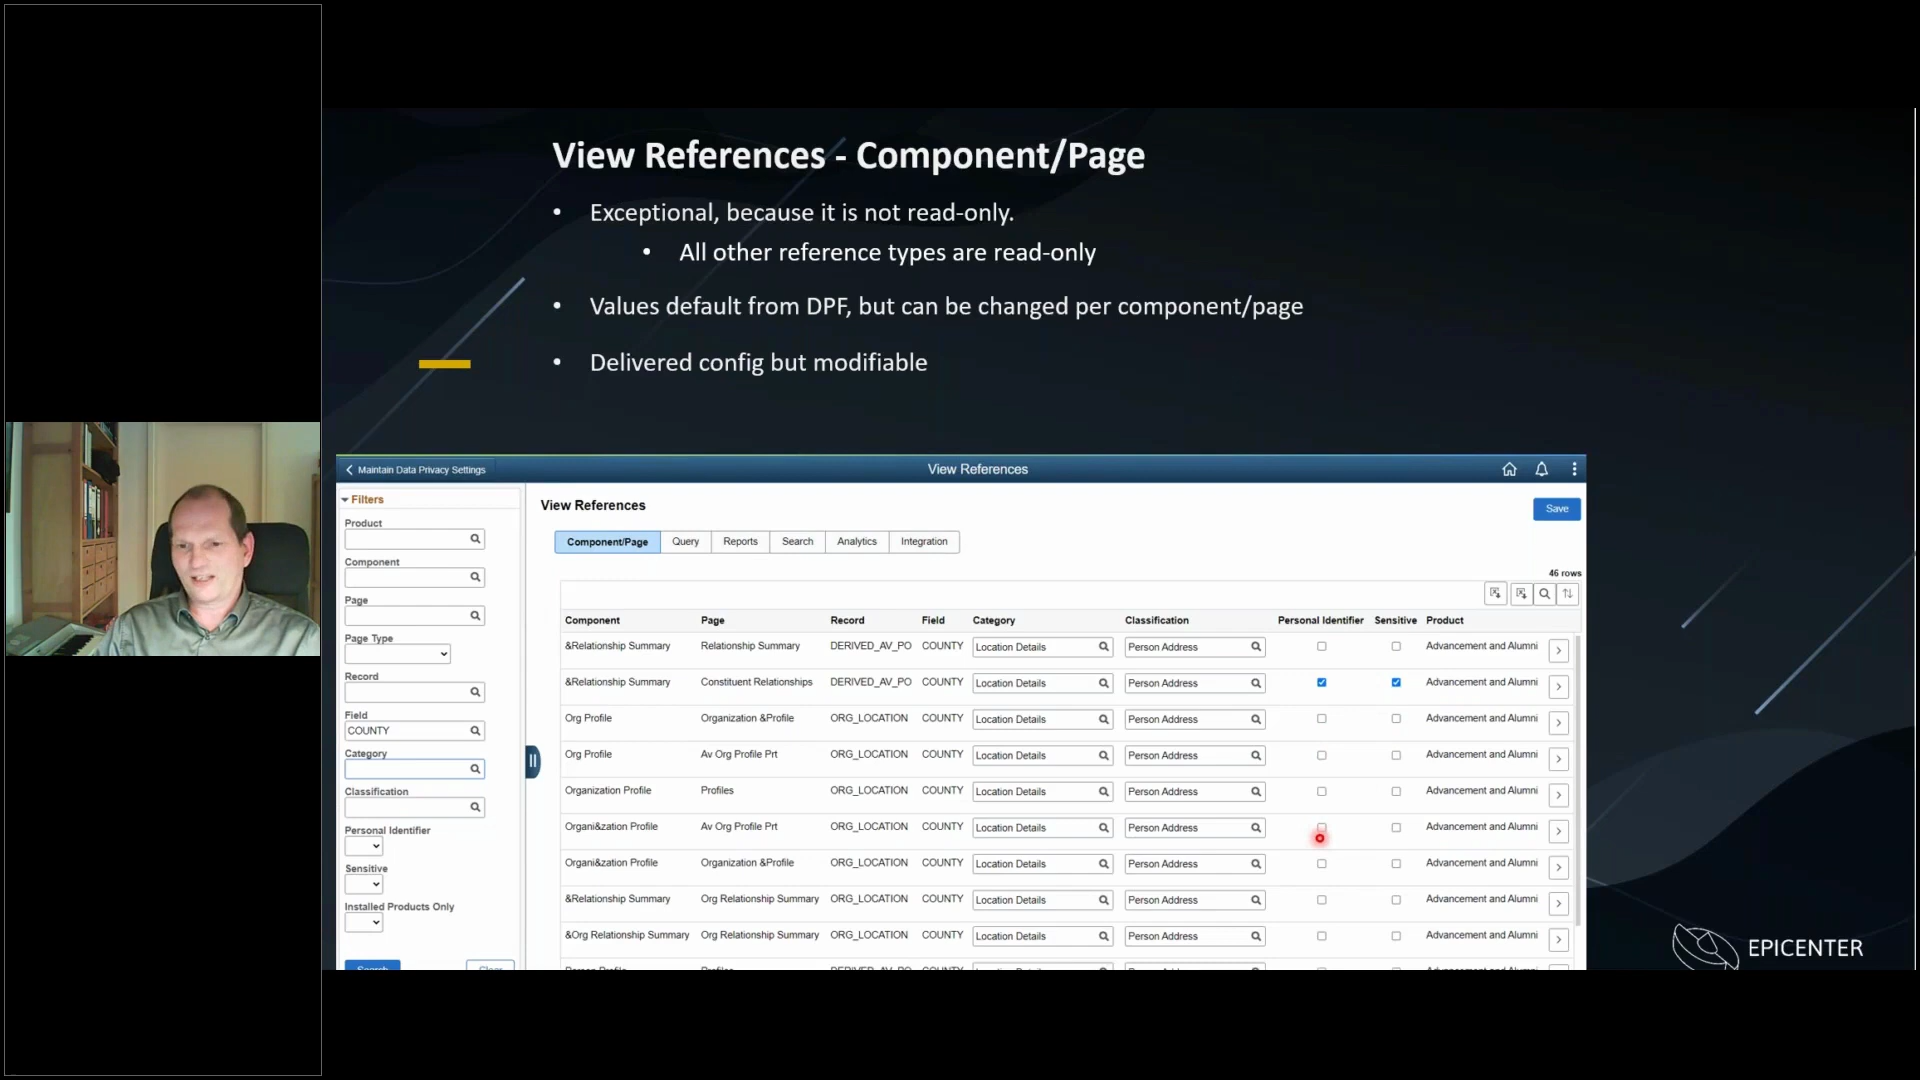 View References - Component/Page
• Exceptional, because it is not read-only.
• All other reference types are read-only
• Values default from DPF, but can be changed per component/page
• Delivered config but modifiable
Maintain Data Privacy Settings
View References
Filters
Product
Component
Page
Page Type
Record
Field
COUNTY
Category
Classification
Personal Identifier
Sensitive
Installed Products Only
Search
Clear
View References
Save
Component/Page Query Reports Search Analytics Integration
46 rows
Component Page Record Field Category Classification Personal Identifier Sensitive Product
&Relationship Summary Relationship Summary DERIVED_AV_PO COUNTY Location Details Person Address Advancement and Alumni
&Relationship Summary Constituent Relationships DERIVED_AV_PO COUNTY Location Details Person Address Advancement and Alumni
Org Profile Organization &Profile ORG_LOCATION COUNTY Location Details Person Address Advancement and Alumni
Org Profile Av Org Profile Prt ORG_LOCATION COUNTY Location Details Person Address Advancement and Alumni
Organization Profile Profiles ORG_LOCATION COUNTY Location Details Person Address Advancement and Alumni
Organi&zation Profile Av Org Profile Prt ORG_LOCATION COUNTY Location Details Person Address Advancement and Alumni
Organi&zation Profile Organization &Profile ORG_LOCATION COUNTY Location Details Person Address Advancement and Alumni
&Relationship Summary Org Relationship Summary ORG_LOCATION COUNTY Location Details Person Address Advancement and Alumni
&Org Relationship Summary Org Relationship Summary ORG_LOCATION COUNTY Location Details Person Address Advancement and Alumni
EPICENTER